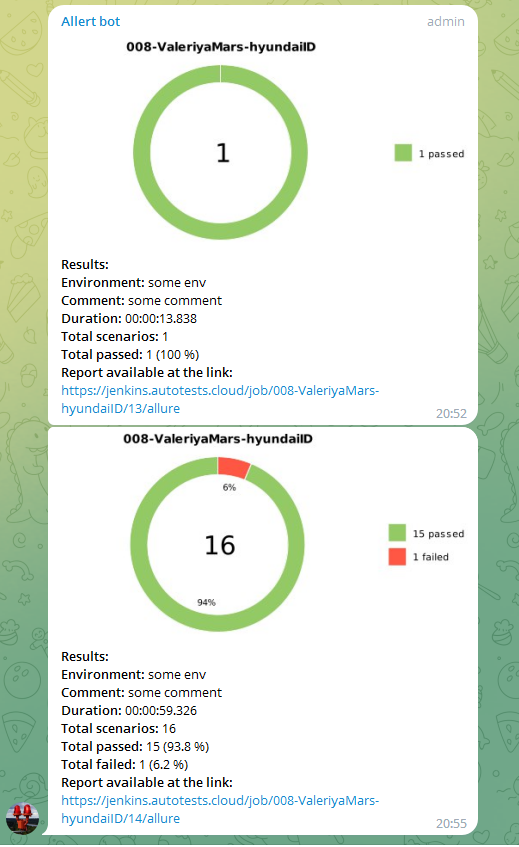 Allert bot
admin
008-ValeriyaMars-hyundaiID
1
1 passed
Results:
Environment: some env
Comment: some comment
Duration: 00:00:13.838
Total scenarios: 1
Total passed: 1 (100 %)
Report available at the link:
https://jenkins.autotests.cloud/job/008-ValeriyaMars-
hyundaiID/13/allure
20:52
008-ValeriyaMars-hyundaiID
6%
16
94%
15 passed
1 failed
Results:
Environment: some env
Comment: some comment
Duration: 00:00:59.326
Total scenarios: 16
Total passed: 15 (93.8 %)
Total failed: 1 (6.2 %)
Report available at the link:
https://jenkins.autotests.cloud/job/008-ValeriyaMars-
hyundaiID/14/allure
20:55